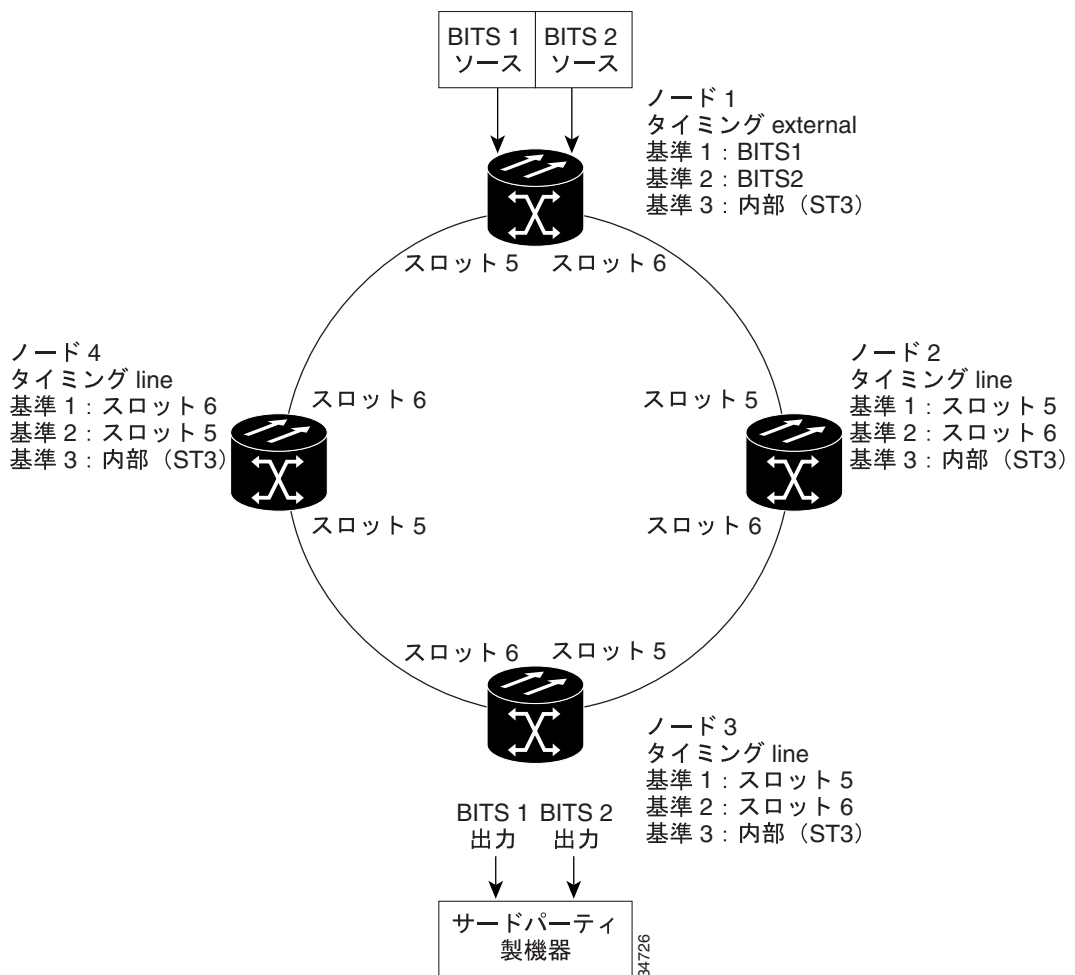 BITS 1
ソース
BITS 2
ソース
ノード 1
タイミング external
基準 1 : BITS1
基準 2 : BITS2
基準 3 : 内部（ST3）
スロット 5
スロット 6
ノード 4
タイミング line
基準 1 : スロット 6
基準 2 : スロット 5
基準 3 : 内部（ST3）
スロット 6
スロット 5
スロット 5
スロット 6
ノード 2
タイミング line
基準 1 : スロット 5
基準 2 : スロット 6
基準 3 : 内部（ST3）
スロット 6
スロット 5
ノード 3
タイミング line
基準 1 : スロット 5
基準 2 : スロット 6
基準 3 : 内部（ST3）
BITS 1
出力
BITS 2
出力
サードパーティ
製機器
34726